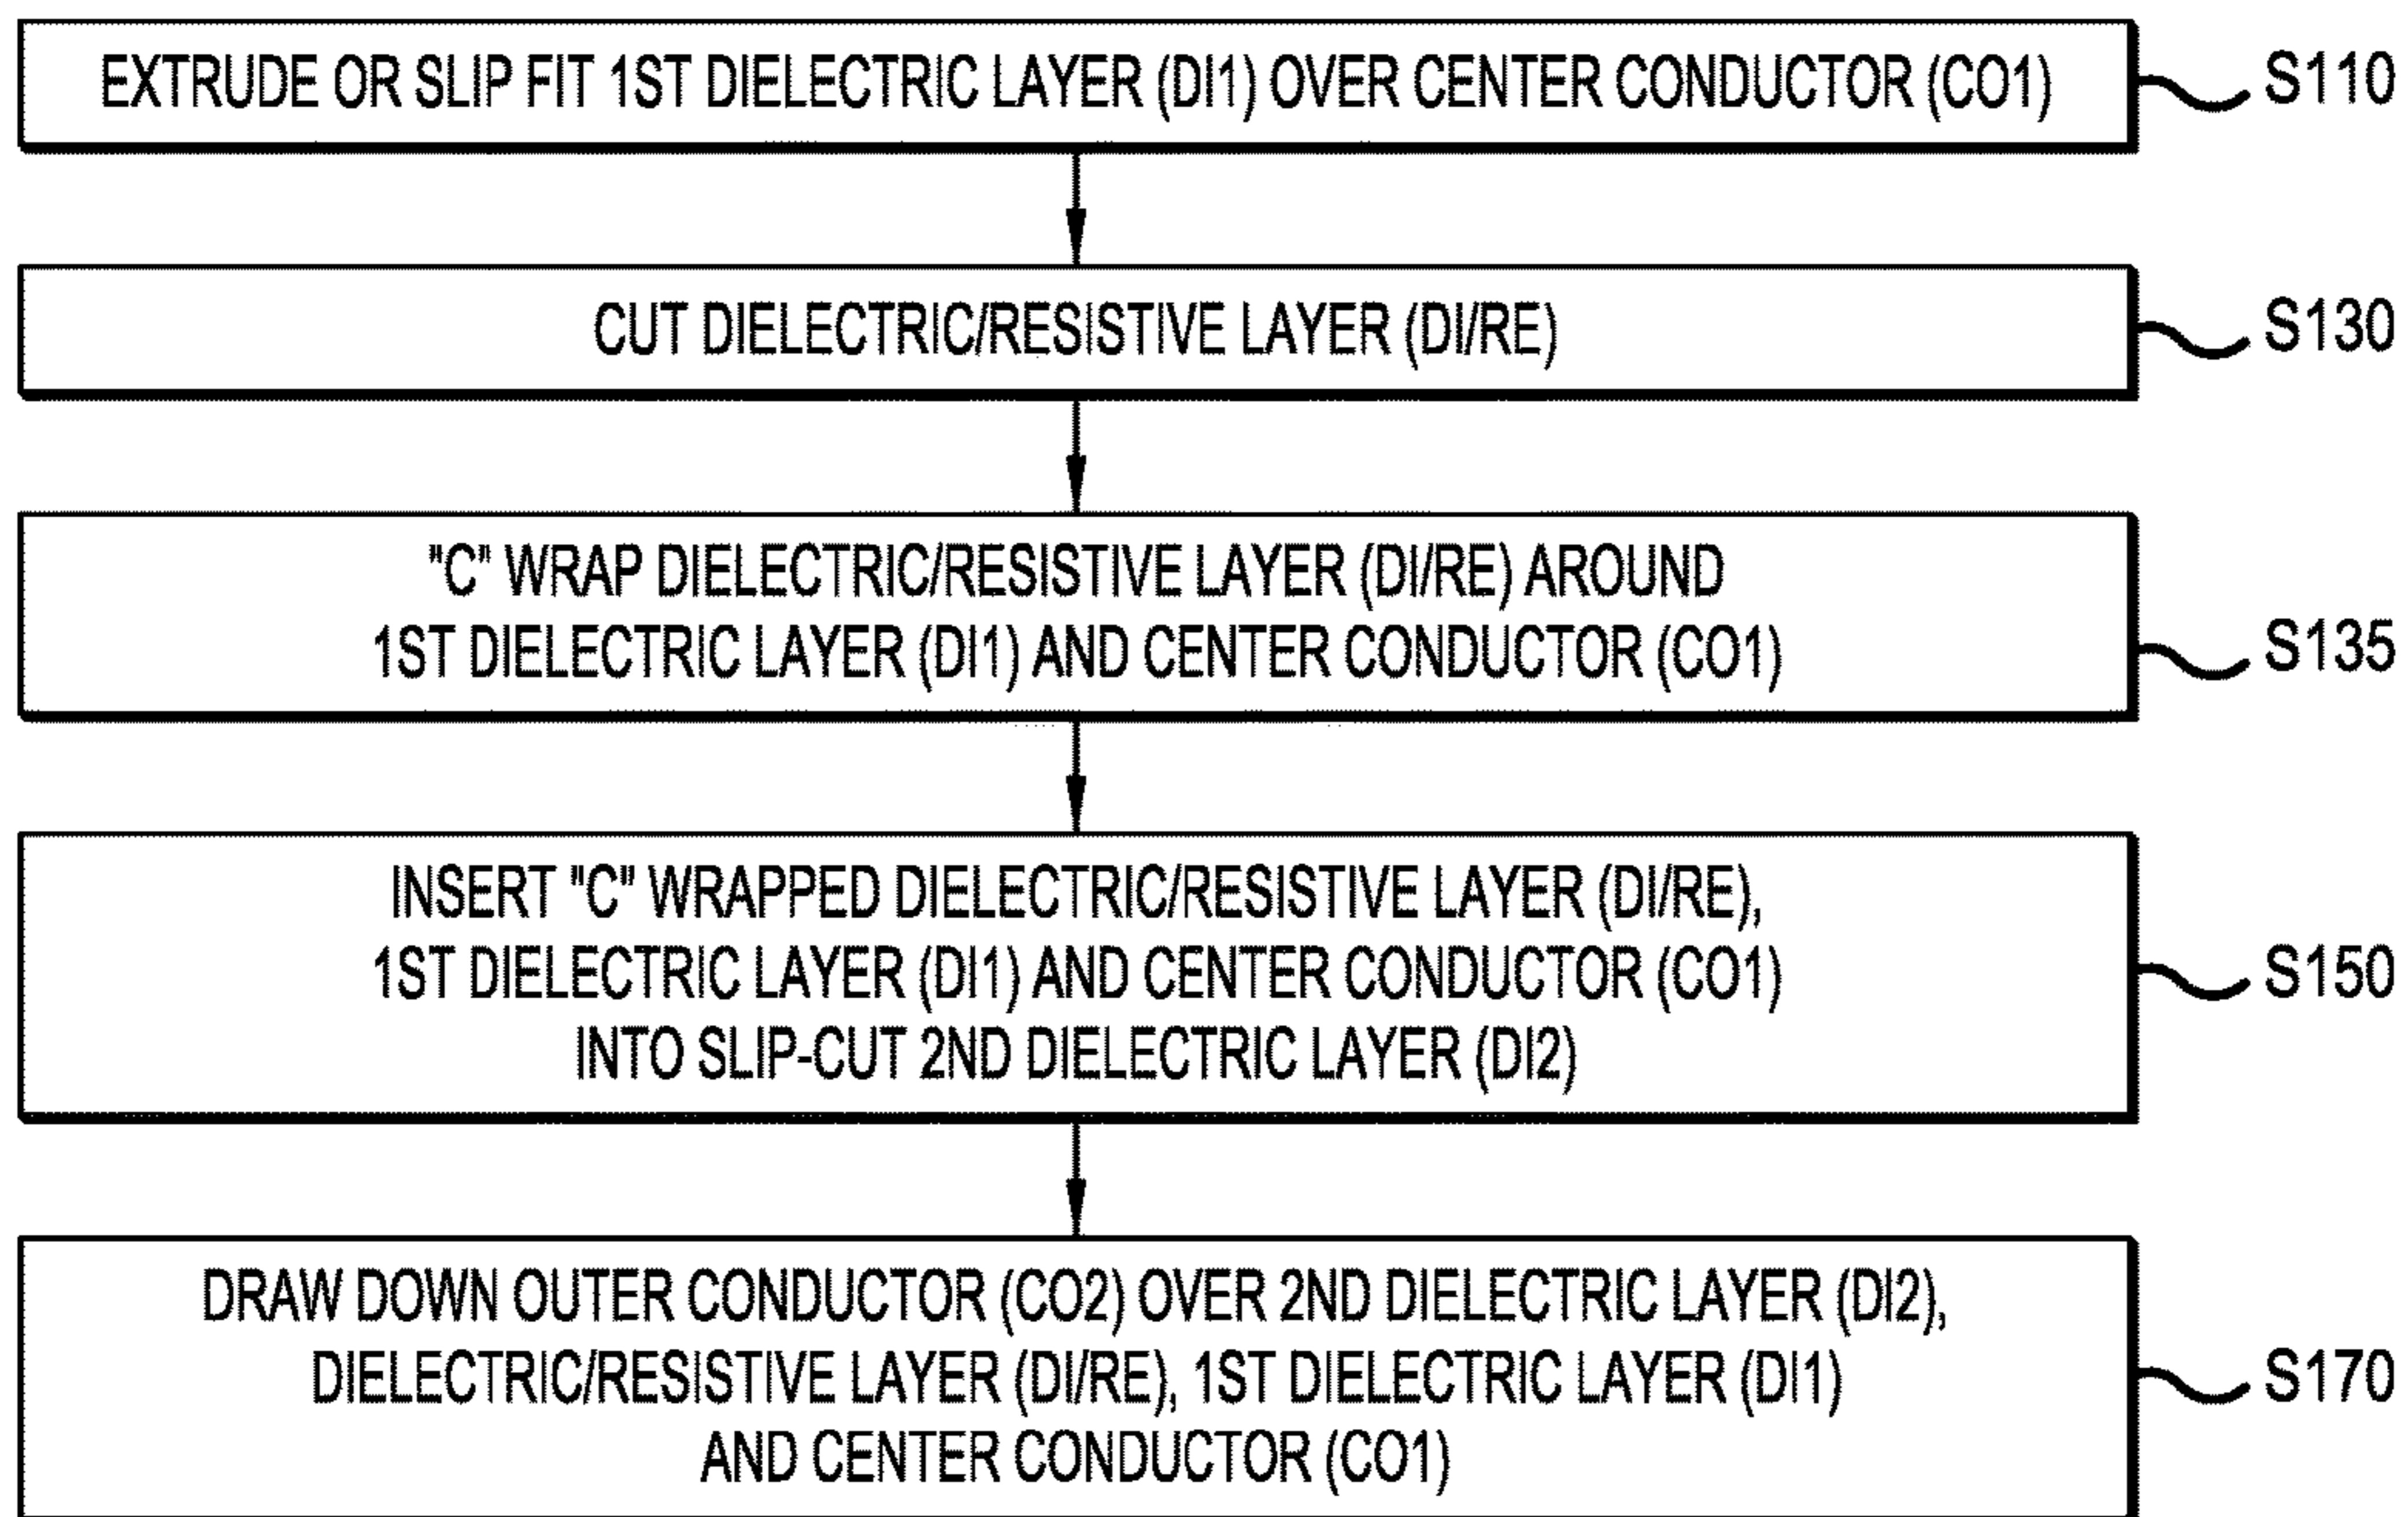 EXTRUDE OR SLIP FIT 1ST DIELECTRIC LAYER (DI1) OVER CENTER CONDUCTOR (CO1)
S110
CUT DIELECTRIC/RESISTIVE LAYER (DI/RE)
S130
"C" WRAP DIELECTRIC/RESISTIVE LAYER (DI/RE) AROUND
1ST DIELECTRIC LAYER (DI1) AND CENTER CONDUCTOR (CO1)
S135
INSERT "C" WRAPPED DIELECTRIC/RESISTIVE LAYER (DI/RE),
1ST DIELECTRIC LAYER (DI1) AND CENTER CONDUCTOR (CO1)
INTO SLIP-CUT 2ND DIELECTRIC LAYER (DI2)
S150
DRAW DOWN OUTER CONDUCTOR (CO2) OVER 2ND DIELECTRIC LAYER (DI2),
DIELECTRIC/RESISTIVE LAYER (DI/RE), 1ST DIELECTRIC LAYER (DI1)
AND CENTER CONDUCTOR (CO1)
S170